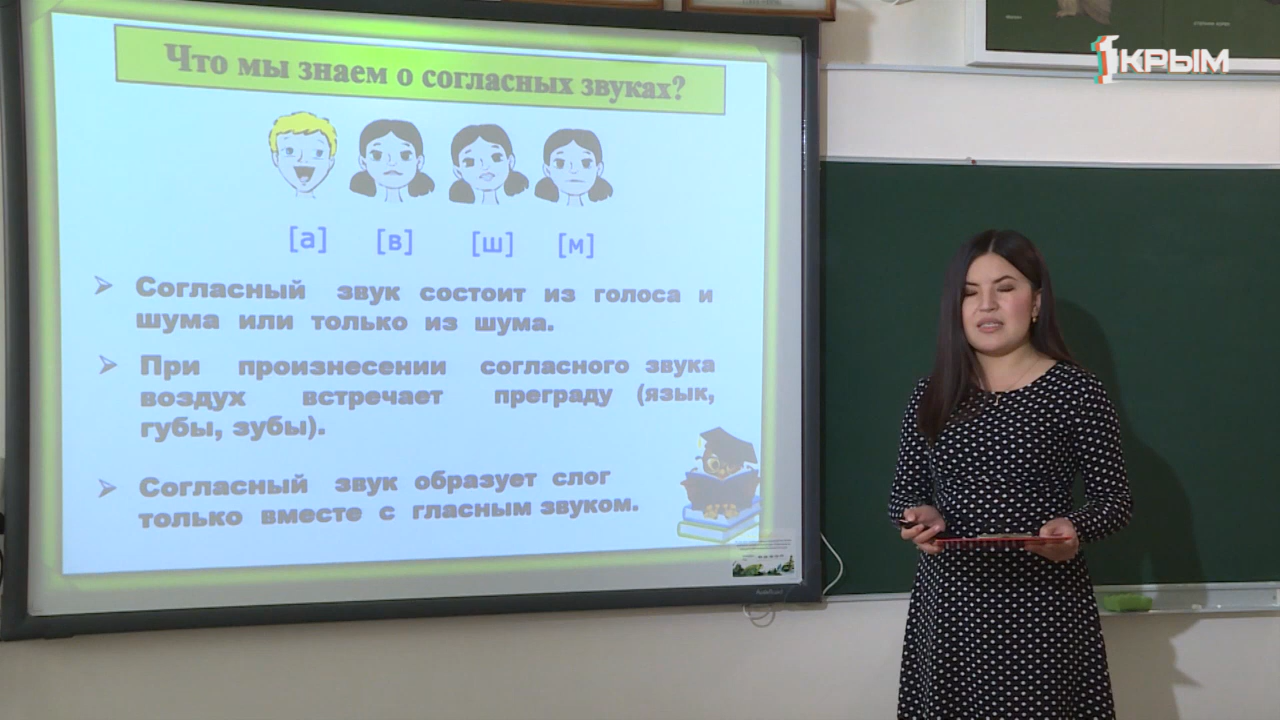 Что мы знаем о согласных звуках?
1КРЫМ
[а] [в] [ш] [м]
Согласный звук состоит из голоса и
шума или только из шума.
При произнесении согласного звука
воздух встречает преграду (язык,
губы, зубы).
Согласный звук образует слог
только вместе с гласным звуком.